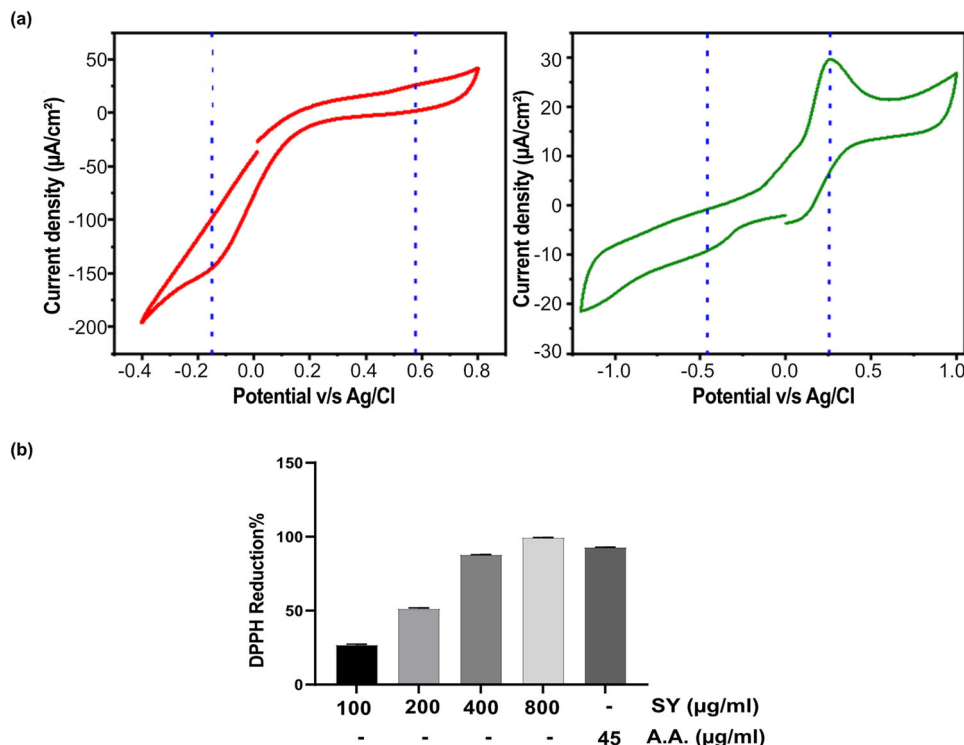 (a)
Current density (µA/cm²)
50
0
-50
-100
-150
-200
-0.4 -0.2 0.0 0.2 0.4 0.6 0.8
Potential v/s Ag/Cl
Current density (µA/cm²)
30
20
10
0
-10
-20
-30
-1.0 -0.5 0.0 0.5 1.0
Potential v/s Ag/Cl
(b)
DPPH Reduction%
150
100
50
0
100 200 400 800 - SY (µg/ml)
- - - - 45 A.A. (µg/ml)